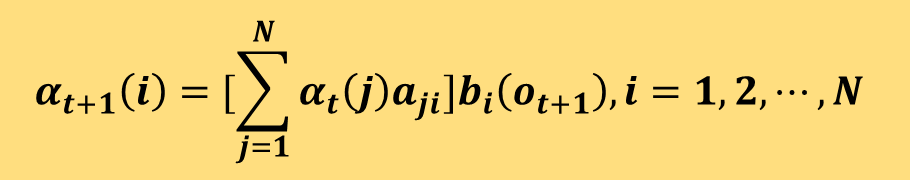 α_{t+1}(i) = [∑_{j=1}^{N} α_t(j)a_{ji}]b_i(o_{t+1}), i = 1, 2, ⋯ , N